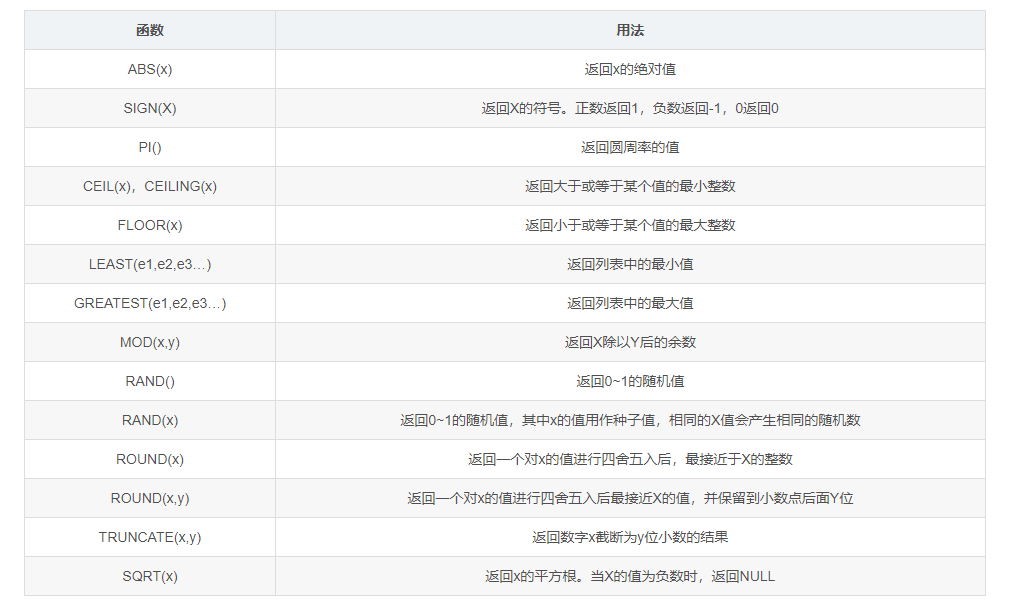 函数 用法
ABS(x) 返回x的绝对值
SIGN(X) 返回X的符号。正数返回1，负数返回-1，0返回0
PI() 返回圆周率的值
CEIL(x)，CEILING(x) 返回大于或等于某个值的最小整数
FLOOR(x) 返回小于或等于某个值的最大整数
LEAST(e1,e2,e3…) 返回列表中的最小值
GREATEST(e1,e2,e3…) 返回列表中的最大值
MOD(x,y) 返回X除以Y后的余数
RAND() 返回0~1的随机值
RAND(x) 返回0~1的随机值，其中x的值用作种子值，相同的X值会产生相同的随机数
ROUND(x) 返回一个对x的值进行四舍五入后，最接近于X的整数
ROUND(x,y) 返回一个对x的值进行四舍五入后最接近X的值，并保留到小数点后面Y位
TRUNCATE(x,y) 返回数字x截断为y位小数的结果
SQRT(x) 返回x的平方根。当X的值为负数时，返回NULL